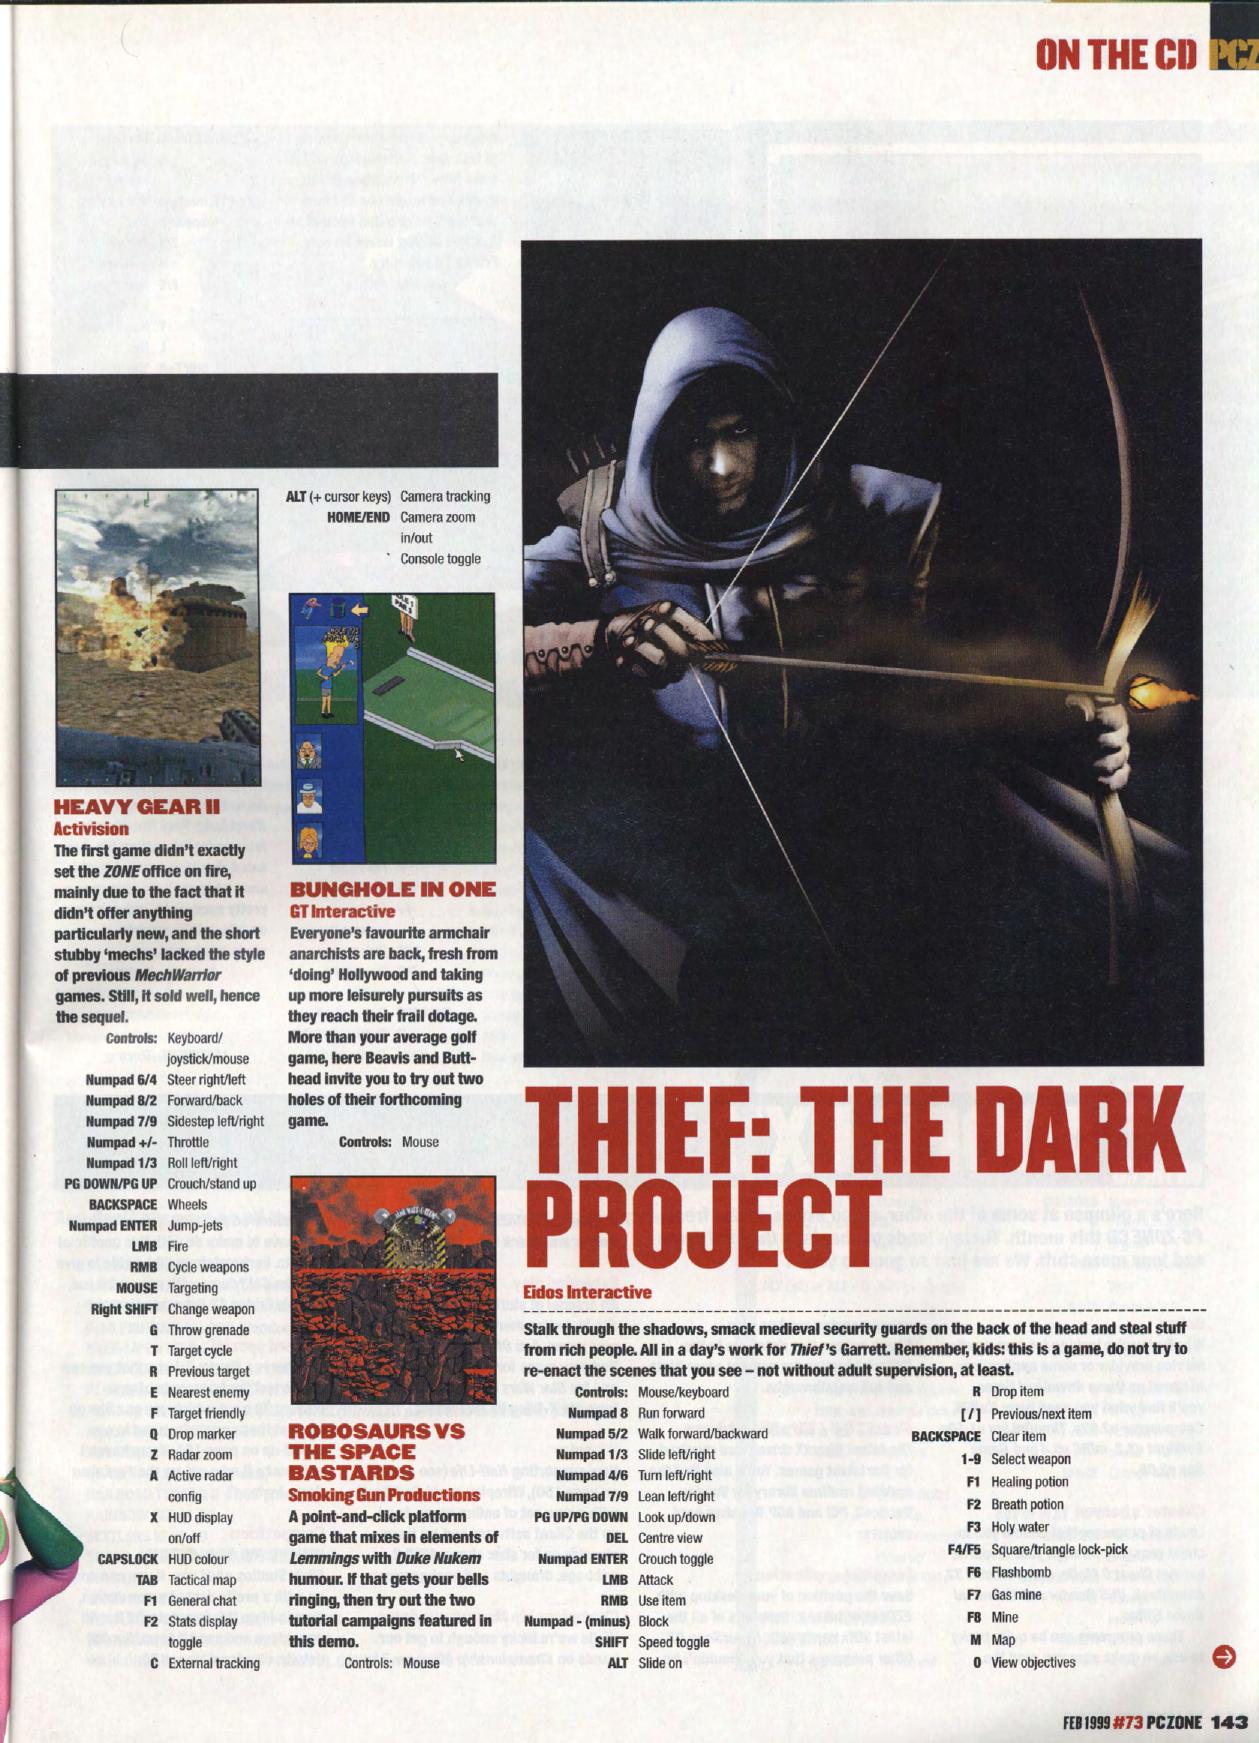 ON THE CD PCZ
HEAVY GEAR II
Activision
The first game didn't exactly
set the ZONE office on fire,
mainly due to the fact that it
didn't offer anything
particularly new, and the short
stubby 'mechs' lacked the style
of previous MechWarrior
games. Still, it sold well, hence
the sequel.
Controls: Keyboard/
joystick/mouse
Numpad 6/4 Steer right/left
Numpad 8/2 Forward/back
Numpad 7/9 Sidestep left/right
Numpad +/- Throttle
Numpad 1/3 Roll left/right
PG DOWN/PG UP Crouch/stand up
BACKSPACE Wheels
Numpad ENTER Jump-jets
LMB Fire
RMB Cycle weapons
MOUSE Targeting
Right SHIFT Change weapon
G Throw grenade
T Target cycle
R Previous target
E Nearest enemy
F Target friendly
Q Drop marker
Z Radar zoom
A Active radar
config
X HUD display
on/off
CAPSLOCK HUD colour
TAB Tactical map
F1 General chat
F2 Stats display
toggle
C External tracking
ALT (+ cursor keys) Camera tracking
HOME/END Camera zoom
in/out
` Console toggle
BUNGHOLE IN ONE
GT Interactive
Everyone's favourite armchair
anarchists are back, fresh from
'doing' Hollywood and taking
up more leisurely pursuits as
they reach their frail dotage.
More than your average golf
game, here Beavis and Butt-
head invite you to try out two
holes of their forthcoming
game.
Controls: Mouse
ROBOSAURS VS
THE SPACE
BASTARDS
Smoking Gun Productions
A point-and-click platform
game that mixes in elements of
Lemmings with Duke Nukem
humour. If that gets your bells
ringing, then try out the two
tutorial campaigns featured in
this demo.
Controls: Mouse
THIEF: THE DARK
PROJECT
Eidos Interactive
Stalk through the shadows, smack medieval security guards on the back of the head and steal stuff
from rich people. All in a day's work for Thief's Garrett. Remember, kids: this is a game, do not try to
re-enact the scenes that you see – not without adult supervision, at least.
Controls: Mouse/keyboard
Numpad 8 Run forward
Numpad 5/2 Walk forward/backward
Numpad 1/3 Slide left/right
Numpad 4/6 Turn left/right
Numpad 7/9 Lean left/right
PG UP/PG DOWN Look up/down
DEL Centre view
Numpad ENTER Crouch toggle
LMB Attack
RMB Use item
Numpad - (minus) Block
SHIFT Speed toggle
ALT Slide on
R Drop item
[ / ] Previous/next item
BACKSPACE Clear item
1-9 Select weapon
F1 Healing potion
F2 Breath potion
F3 Holy water
F4/F5 Square/triangle lock-pick
F6 Flashbomb
F7 Gas mine
F8 Mine
M Map
O View objectives
FEB 1999 #73 PC ZONE 143